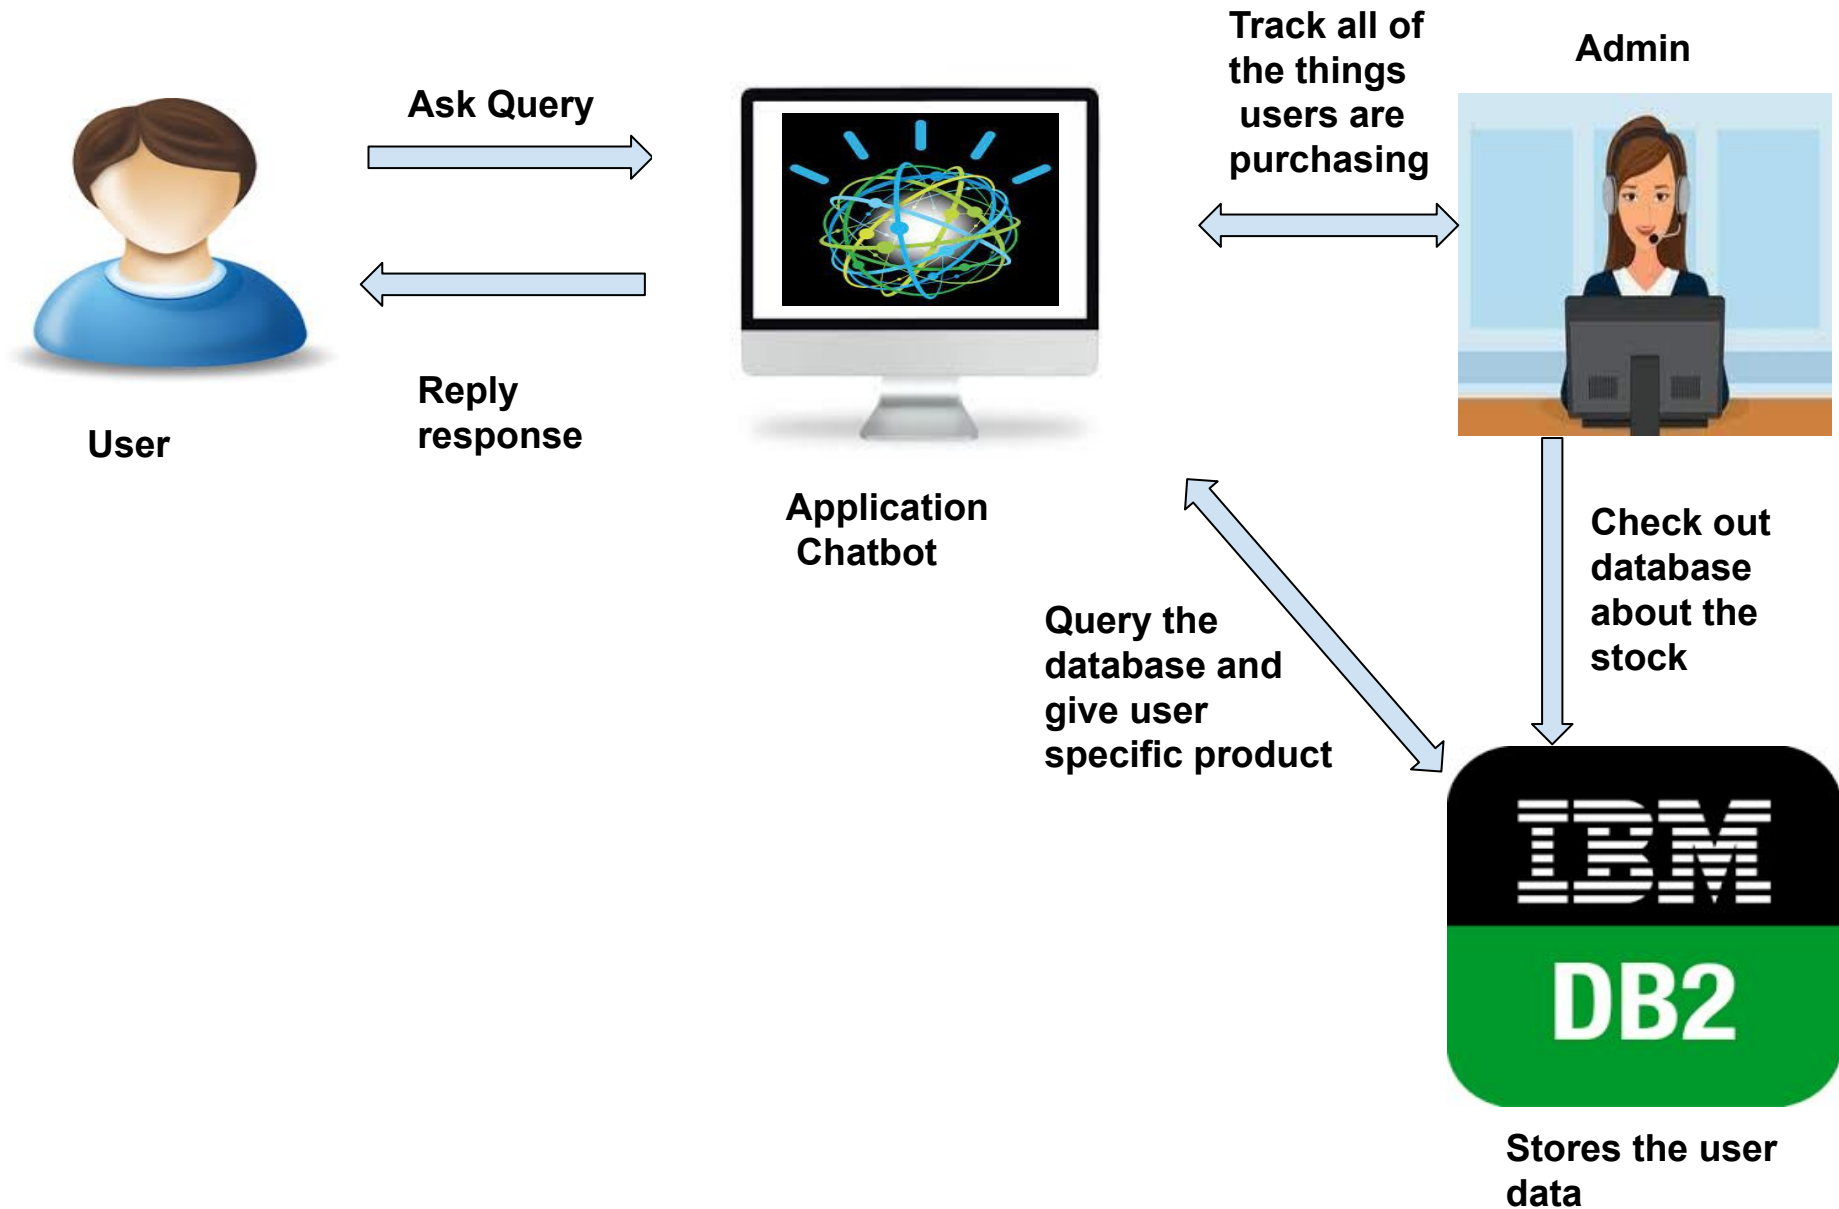 Track all of
the things
users are
purchasing
Admin
Ask Query
Reply
response
User
Application
Chatbot
Check out
database
about the
stock
Query the
database and
give user
specific product
IBM
DB2
Stores the user
data